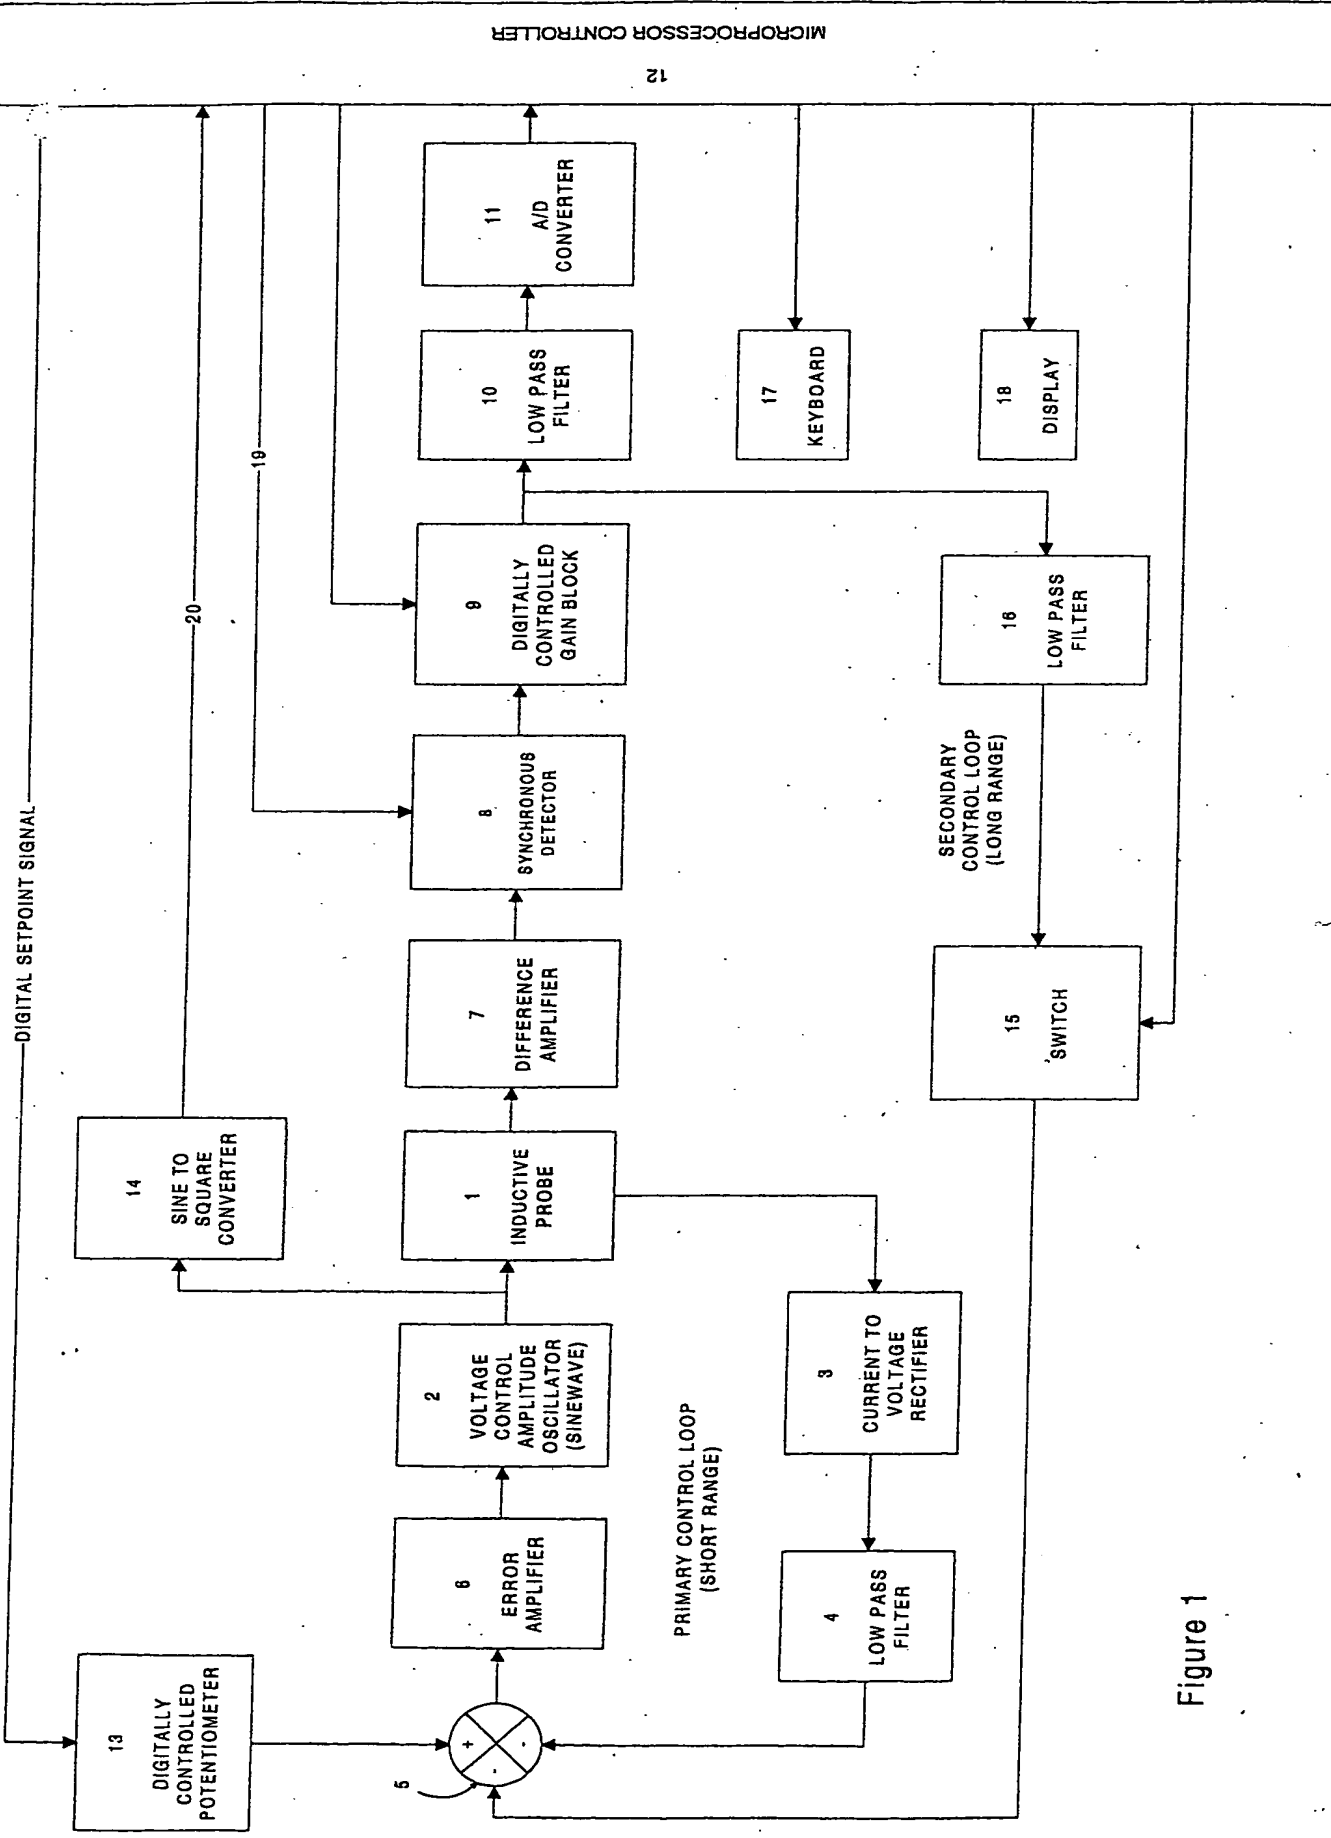 MICROPROCESSOR CONTROLLER
12
DIGITAL SETPOINT SIGNAL
20
19
13
DIGITALLY
CONTROLLED
POTENTIOMETER
14
SINE TO
SQUARE
CONVERTER
5
+
-
-
6
ERROR
AMPLIFIER
2
VOLTAGE
CONTROL
AMPLITUDE
OSCILLATOR
(SINEWAVE)
1
INDUCTIVE
PROBE
7
DIFFERENCE
AMPLIFIER
8
SYNCHRONOUS
DETECTOR
9
DIGITALLY
CONTROLLED
GAIN BLOCK
10
LOW PASS
FILTER
11
A/D
CONVERTER
PRIMARY CONTROL LOOP
(SHORT RANGE)
4
LOW PASS
FILTER
3
CURRENT TO
VOLTAGE
RECTIFIER
17
KEYBOARD
15
SWITCH
SECONDARY
CONTROL LOOP
(LONG RANGE)
16
LOW PASS
FILTER
18
DISPLAY
Figure 1